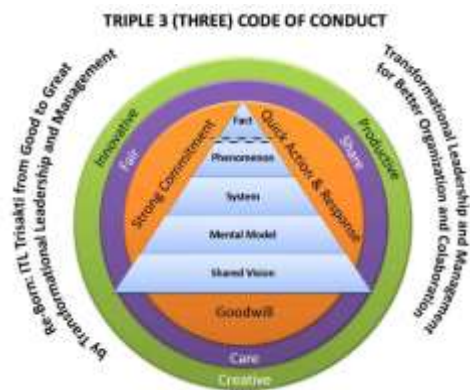 TRIPLE 3 (THREE) CODE OF CONDUCT
Re-Born: ITL Trisakti from Good to Great
by Transformational Leadership and Management
Transformational Leadership and Management
for Better Organization and Colaboration
Innovative
Productive
Fair
Share
Strong Commitment
Quick Action & Response
Fact
Phenomenon
System
Mental Model
Shared Vision
Goodwill
Care
Creative